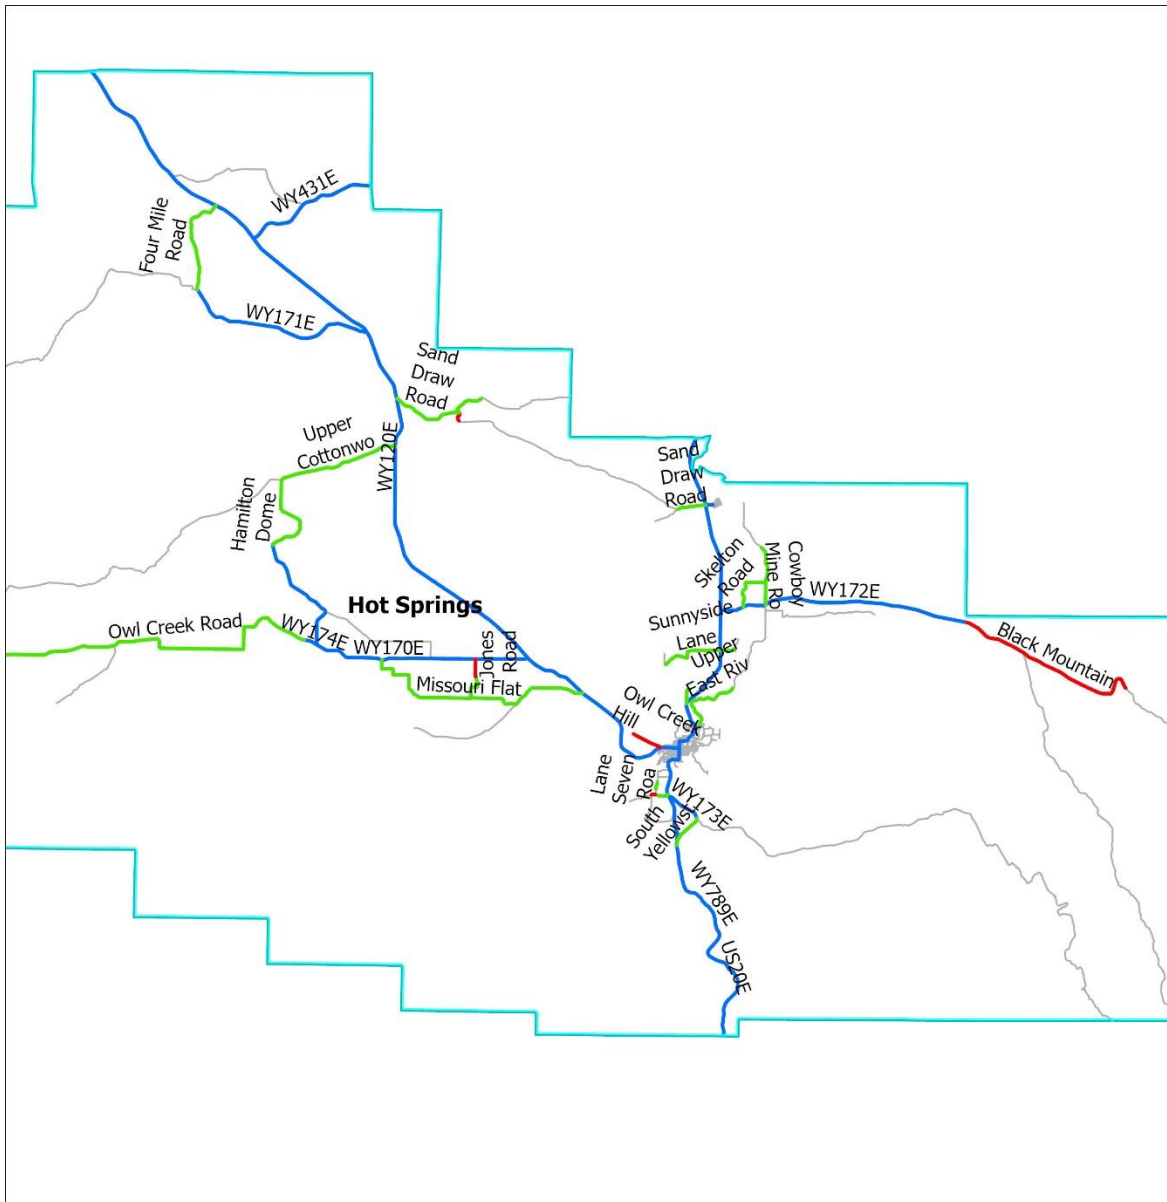 WY431E
Four Mile
Road
WY171E
Sand
Draw
Road
Upper
Cottonwo
WY120E
Hamilton
Dome
Sand
Draw
Road
Skelton
Road
Cowboy
Mine Rp
WY172E
Hot Springs
Sunnyside
Lane
Owl Creek Road
WY174E
WY170E
Jones
Road
Upper
East Riv
Black Mountain
Missouri Flat
Owl Creek
Hill
Lane
Seven
Roa
WY173E
South
Yellowst
WY789E
US20E